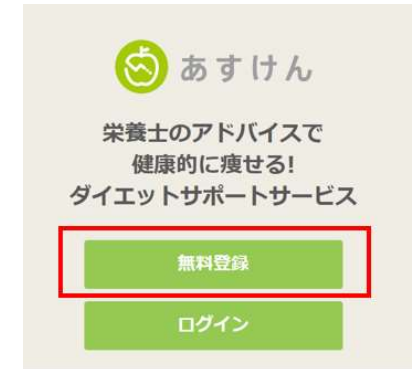 あすけん
栄養士のアドバイスで
健康的に痩せる!
ダイエットサポートサービス
無料登録
ログイン